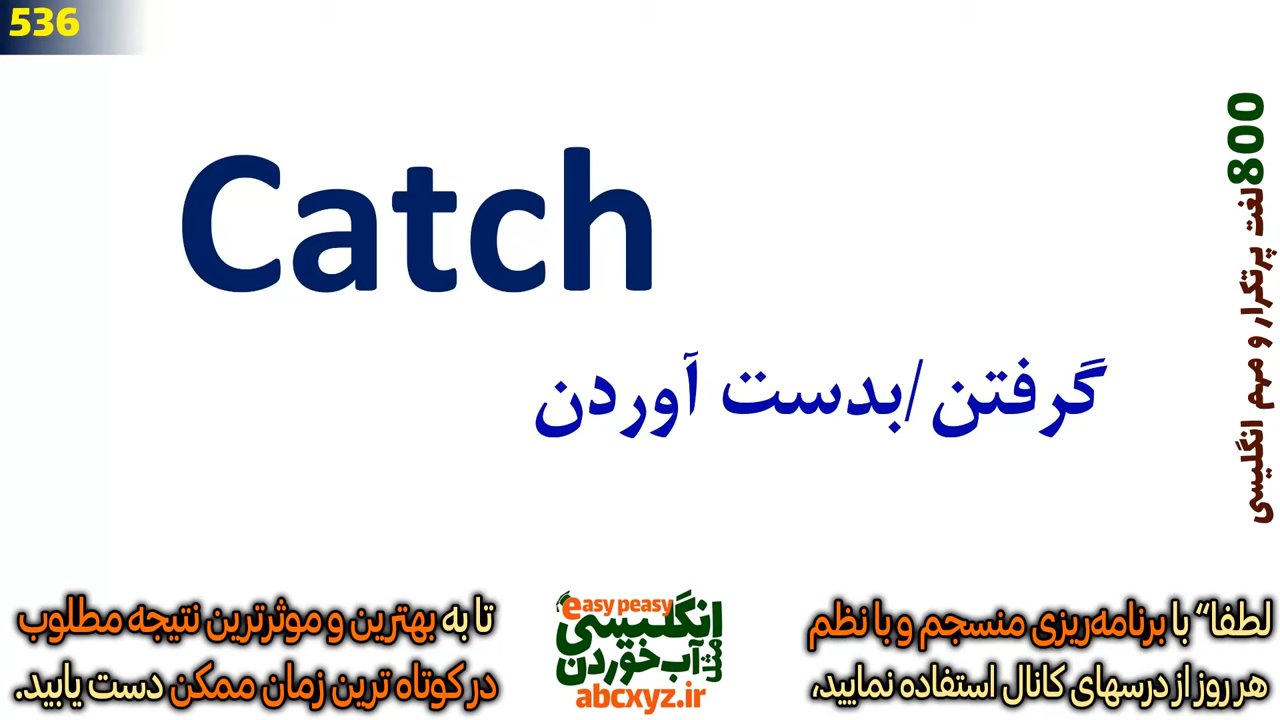 536
Catch
گرفتن/بدست آوردن
800 لغت پرتکرار و مهم انگلیسی
لطفا“ با برنامه‌ریزی منسجم و با نظم
هر روز از درسهای کانال استفاده نمایید،
تا به بهترین و موثرترین نتیجه مطلوب
در کوتاه ترین زمان ممکن دست یابید.
easy peasy
انگلیسی
مثل آب خوردن
abcxyz.ir